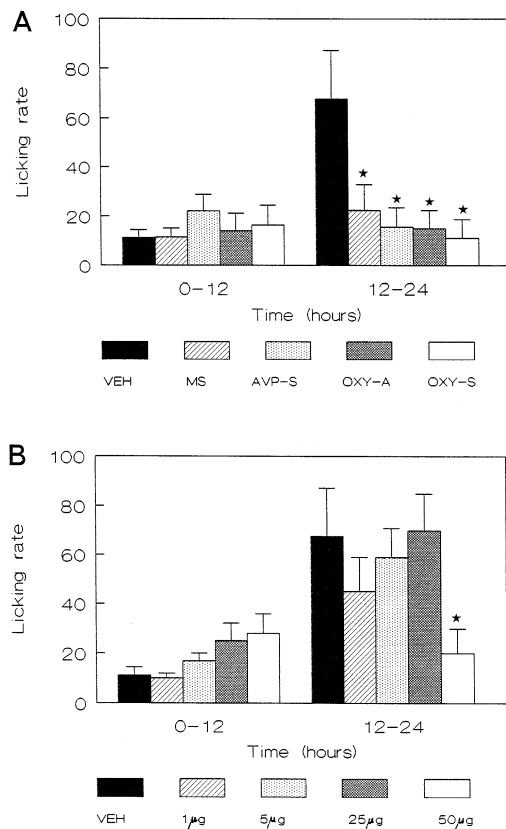 A
100
80
60
40
20
0
Licking rate
★ ★ ★ ★
0-12 12-24
Time (hours)
VEH MS AVP-S OXY-A OXY-S
B
100
80
60
40
20
0
Licking rate
★
0-12 12-24
Time (hours)
VEH 1μg 5μg 25μg 50μg